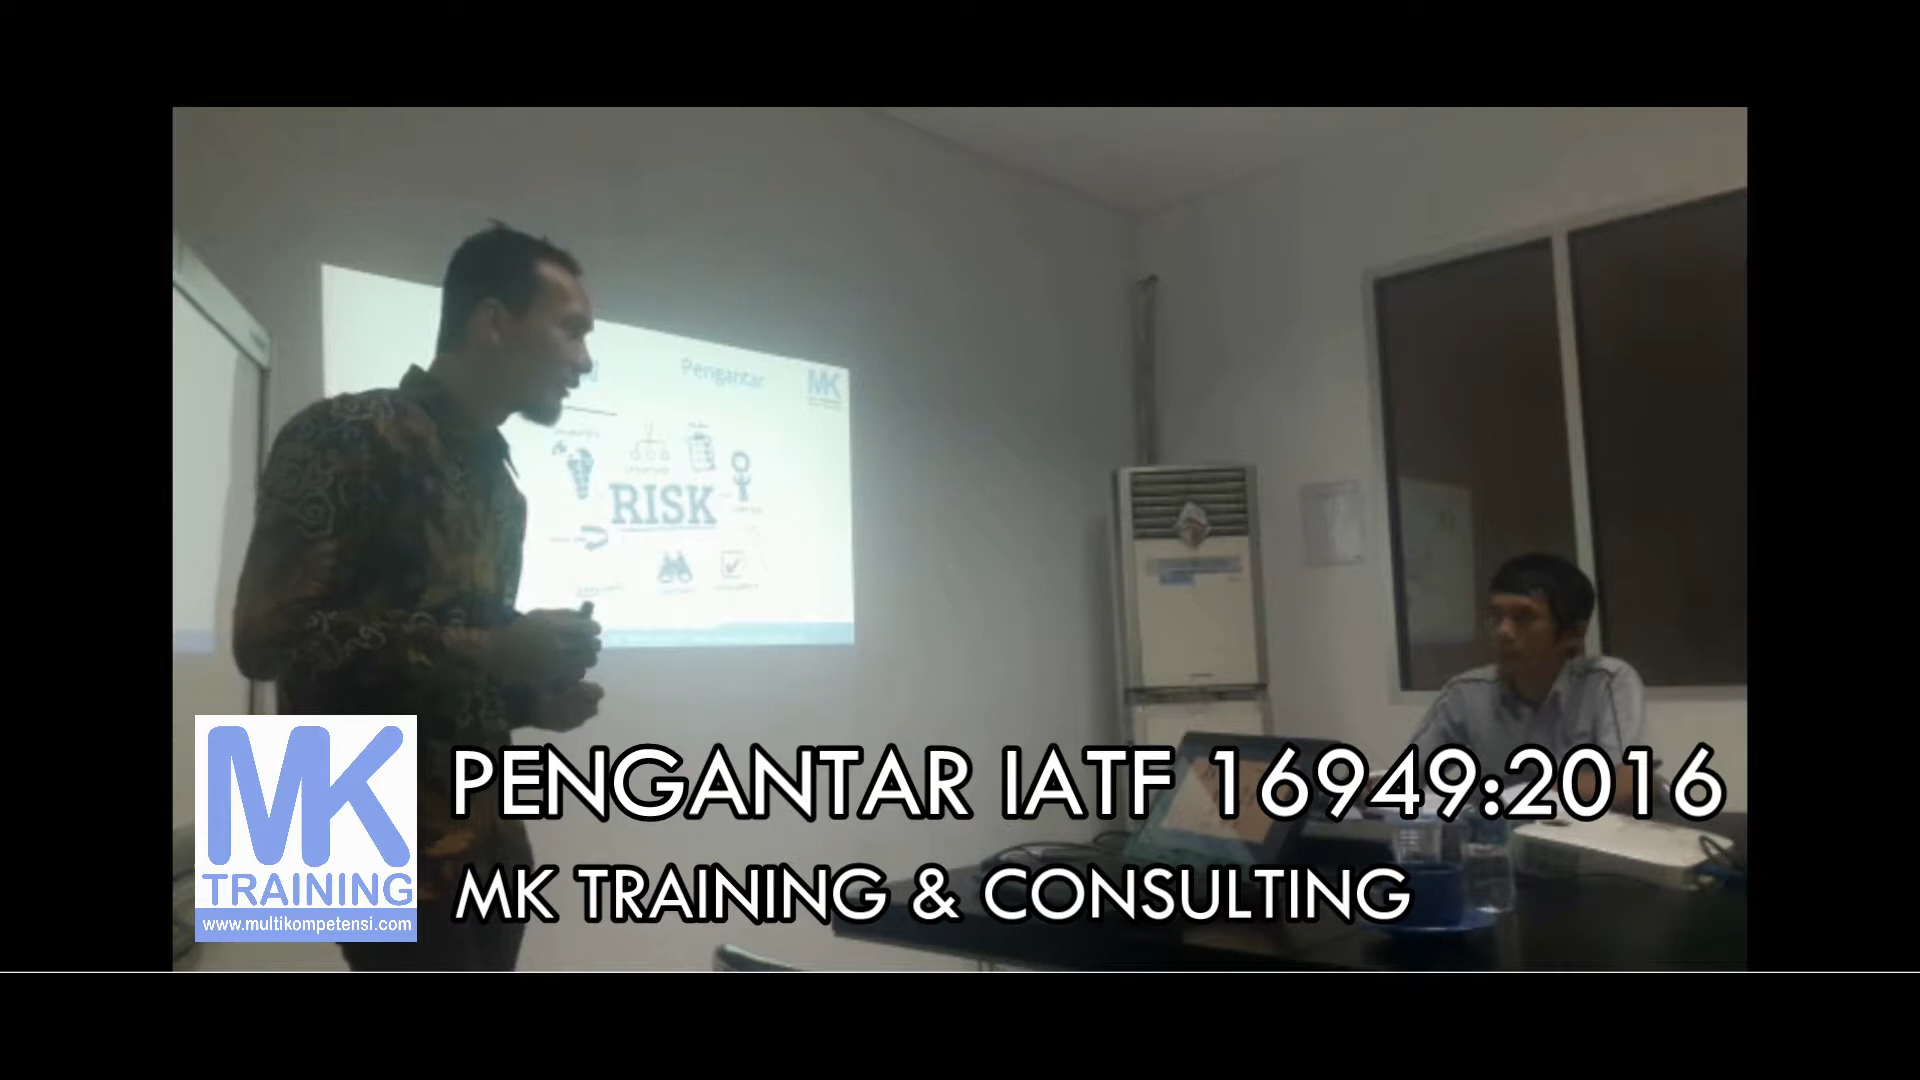 Pengantar
MK
RISK
MK
TRAINING
www.multikompetensi.com
PENGANTAR IATF 16949:2016
MK TRAINING & CONSULTING